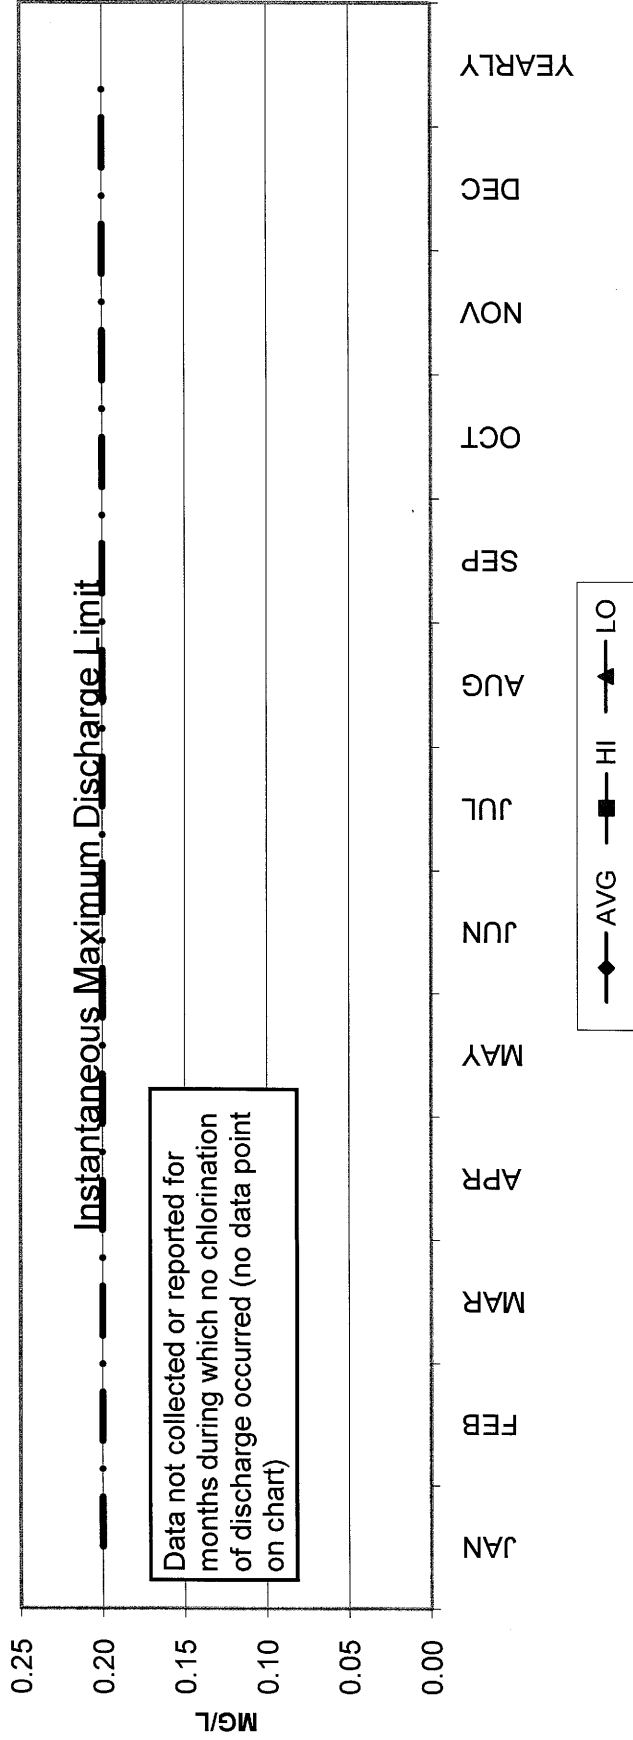 0.25
0.20
0.15
0.10
0.05
0.00
MG/L
Instantaneous Maximum Discharge Limit
Data not collected or reported for
months during which no chlorination
of discharge occurred (no data point
on chart)
JAN
FEB
MAR
APR
MAY
JUN
JUL
AUG
SEP
OCT
NOV
DEC
YEARLY
AVG
HI
LO